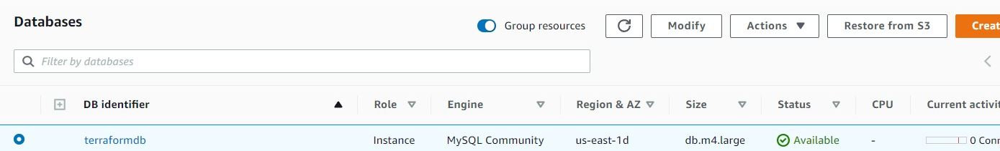 Databases
Group resources
Modify
Actions
Restore from S3
Creat
Filter by databases
DB identifier Role Engine Region & AZ Size Status CPU Current activit
terraformdb Instance MySQL Community us-east-1d db.m4.large Available - 0 Conn